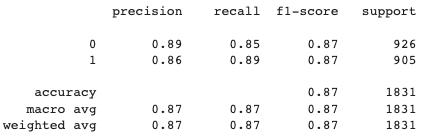 precision recall f1-score support
0 0.89 0.85 0.87 926
1 0.86 0.89 0.87 905
accuracy 0.87 1831
macro avg 0.87 0.87 0.87 1831
weighted avg 0.87 0.87 0.87 1831